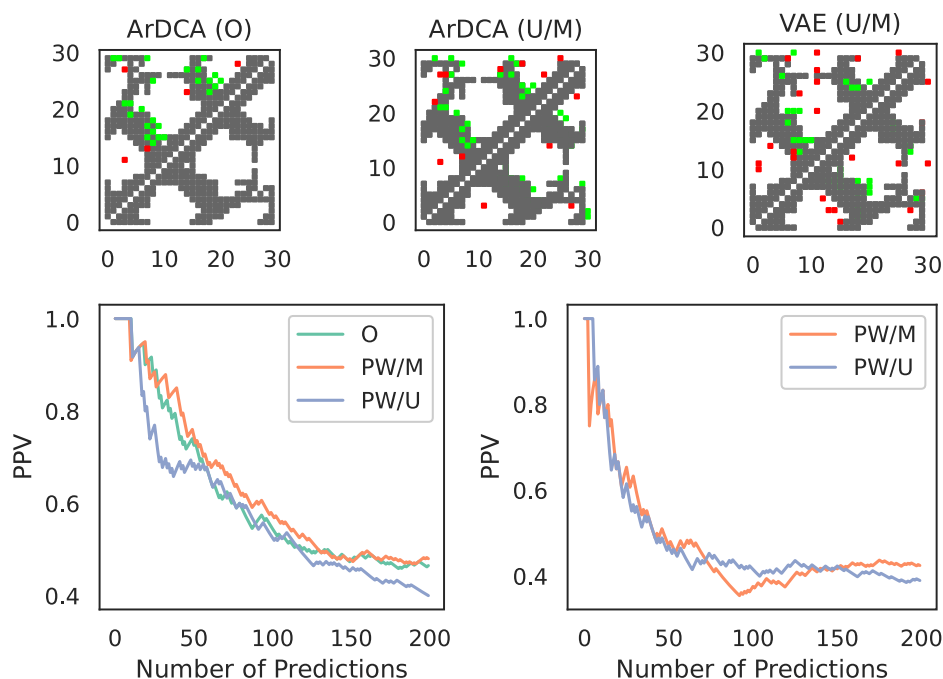 ArDCA (O)
ArDCA (U/M)
VAE (U/M)
30
20
10
0
0 10 20 30
30
20
10
0
0 10 20 30
30
20
10
0
0 10 20 30
1.0
0.8
0.6
0.4
PPV
O
PW/M
PW/U
0 50 100 150 200
Number of Predictions
1.0
0.8
0.6
0.4
PPV
PW/M
PW/U
0 50 100 150 200
Number of Predictions